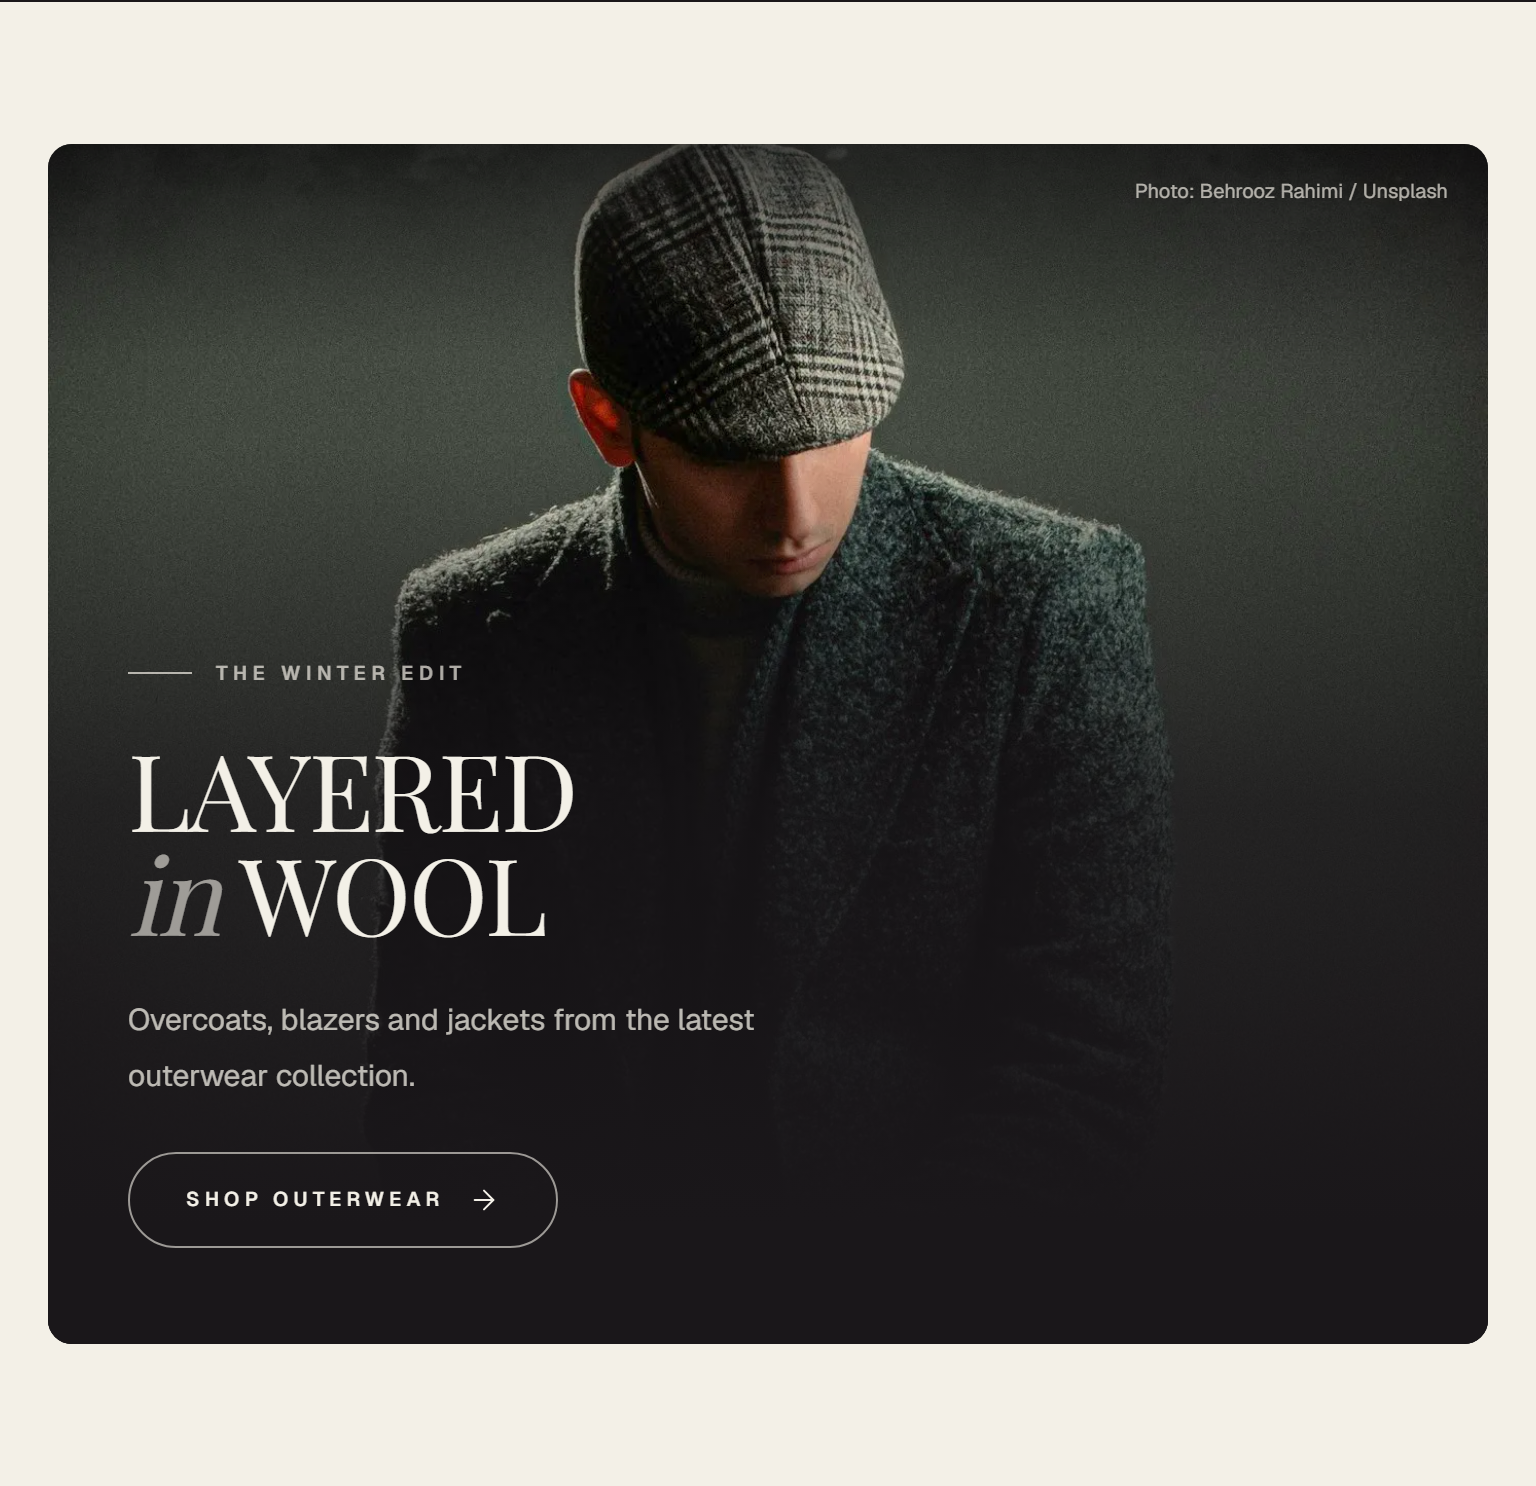 Photo: Behrooz Rahimi / Unsplash
THE WINTER EDIT
LAYERED
in WOOL
Overcoats, blazers and jackets from the latest
outerwear collection.
SHOP OUTERWEAR →